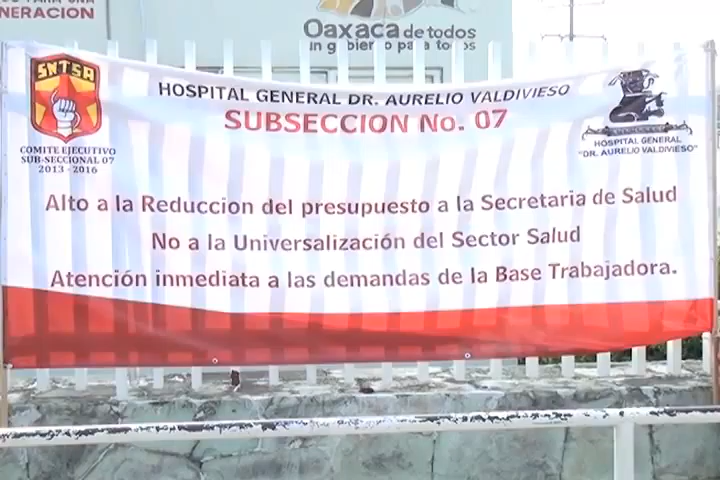 NERACION
Oaxaca de todos
un gobierno para todos
SNTSA
COMITE EJECUTIVO
SUB-SECCIONAL 07
2013 - 2016
HOSPITAL GENERAL DR. AURELIO VALDIVIESO
SUBSECCION No. 07
HOSPITAL GENERAL
"DR. AURELIO VALDIVIESO"
Alto a la Reduccion del presupuesto a la Secretaria de Salud
No a la Universalización del Sector Salud
Atención inmediata a las demandas de la Base Trabajadora.